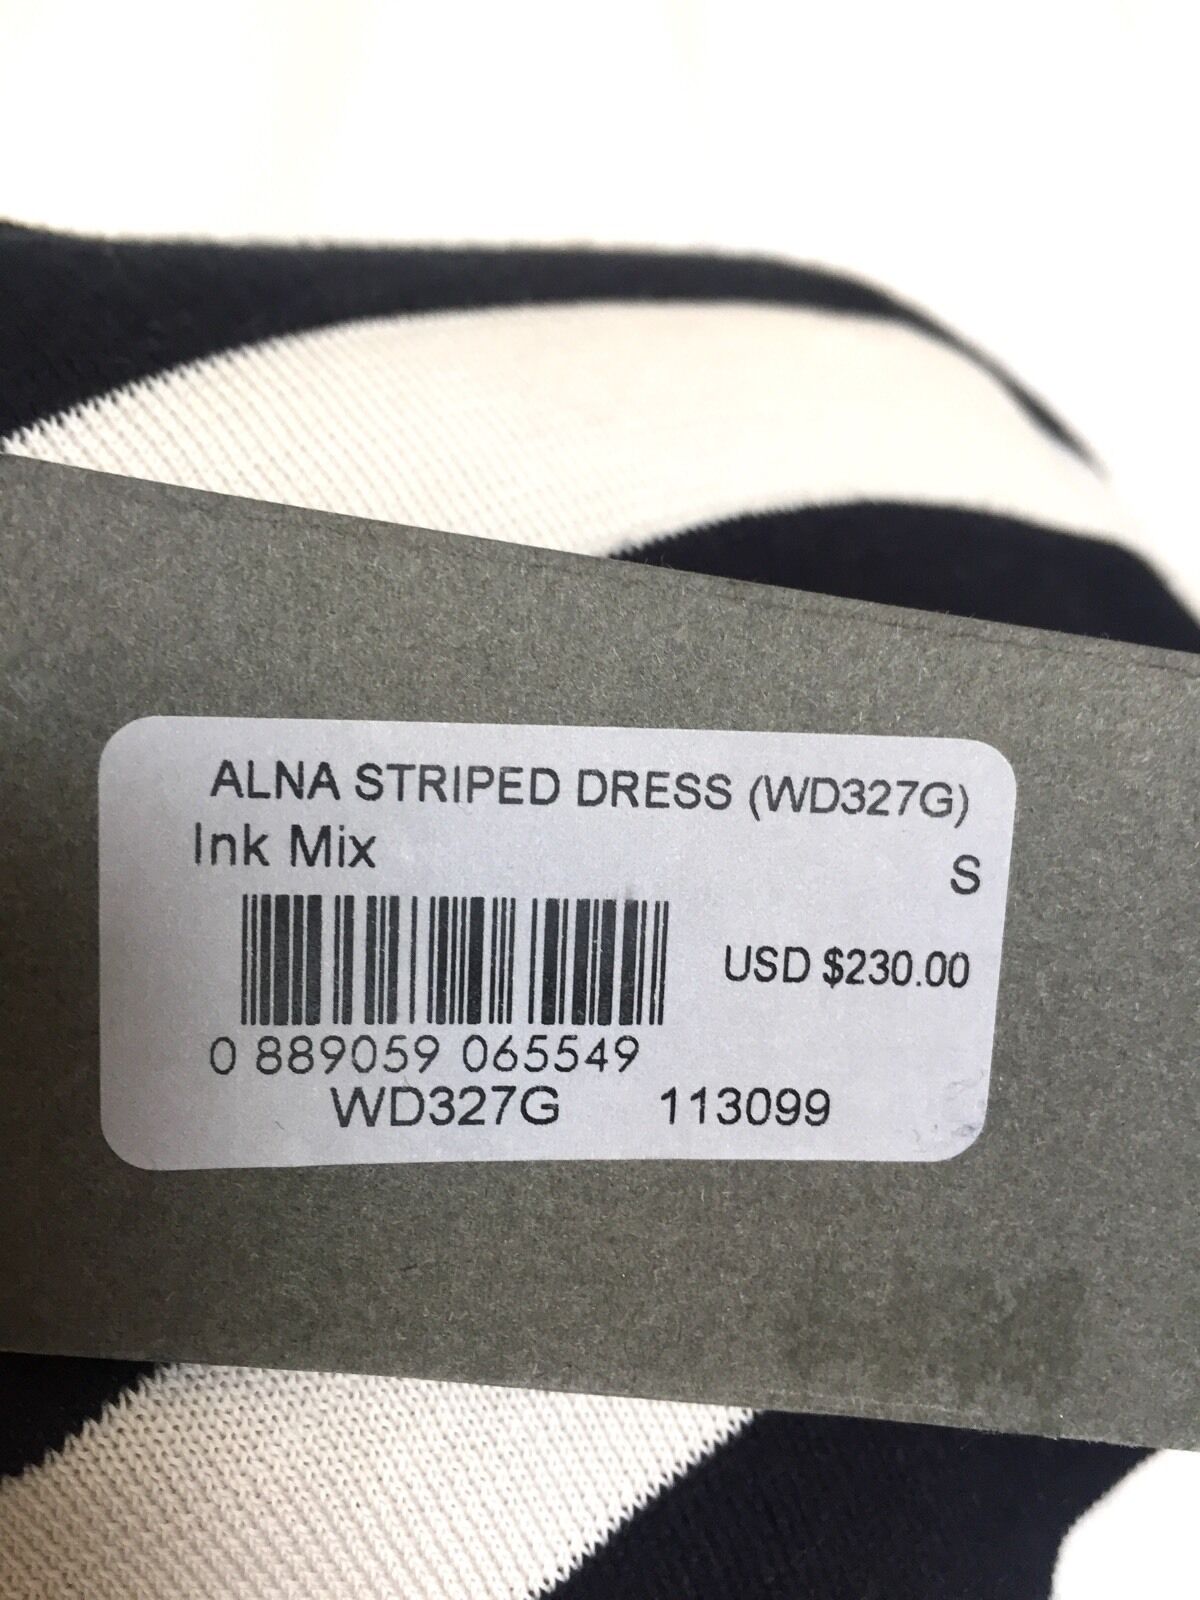 ALNA STRIPED DRESS (WD327G)
Ink Mix
S
USD $230.00
0 889059 065549
WD327G 113099